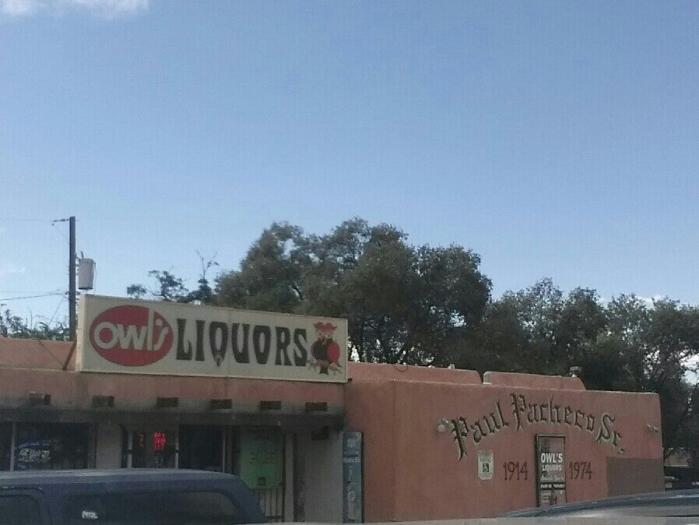 owl's LIQUORS
Paul Pacheco Sr.
1914 1974
OWL'S
LIQUORS